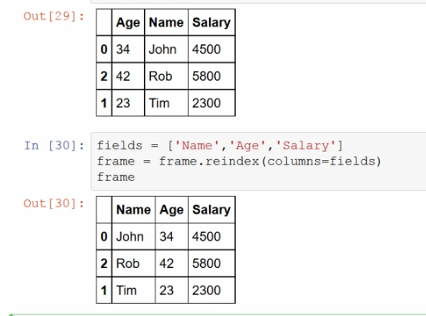 Out[29]:
Age Name Salary
0 34 John 4500
2 42 Rob 5800
1 23 Tim 2300
In [30]: fields = ['Name','Age','Salary']
frame = frame.reindex(columns=fields)
frame
Out[30]:
Name Age Salary
0 John 34 4500
2 Rob 42 5800
1 Tim 23 2300